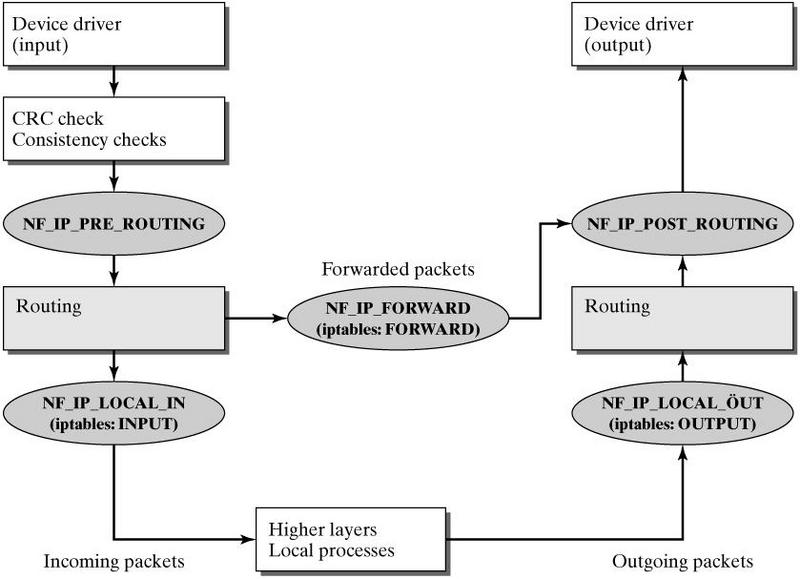 Device driver
(input)
Device driver
(output)
CRC check
Consistency checks
NF_IP_PRE_ROUTING
NF_IP_POST_ROUTING
Forwarded packets
Routing
NF_IP_FORWARD
(iptables: FORWARD)
Routing
NF_IP_LOCAL_IN
(iptables: INPUT)
NF_IP_LOCAL_ÖUT
(iptables: OUTPUT)
Higher layers
Local processes
Incoming packets
Outgoing packets